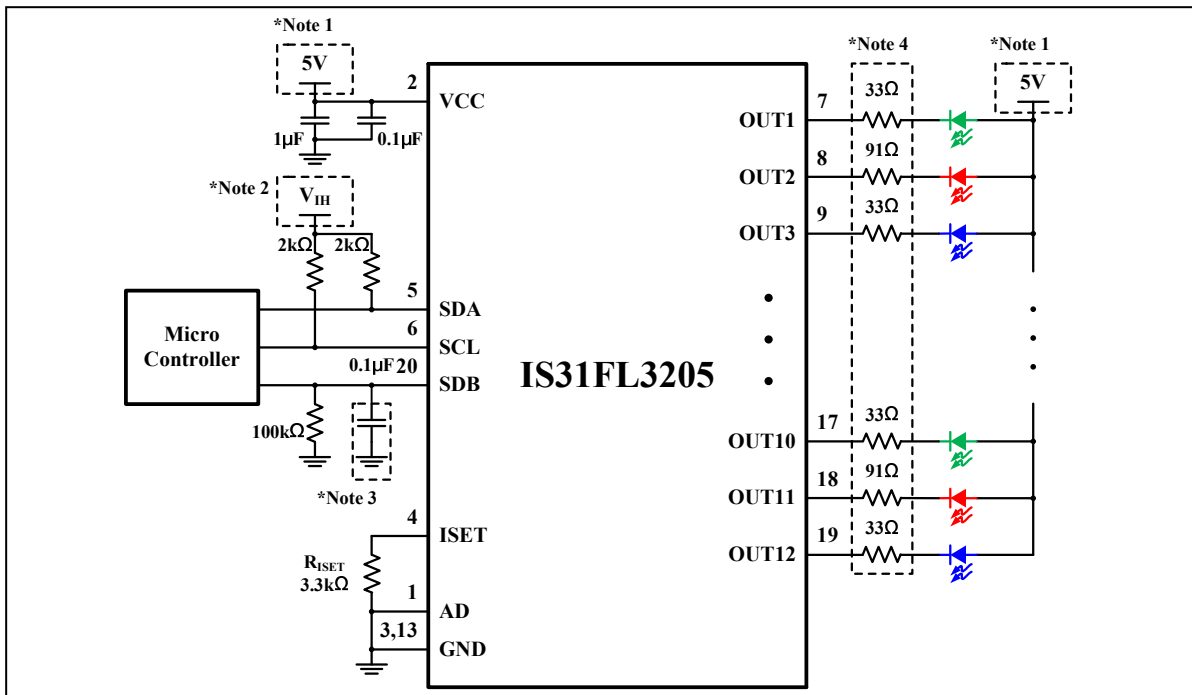 *Note 1
5V
2
VCC
1µF
0.1µF
*Note 2
VIH
2kΩ
2kΩ
Micro
Controller
5
SDA
6
SCL
0.1µF
20
SDB
100kΩ
*Note 3
4
ISET
RISET
3.3kΩ
1
AD
3,13
GND
IS31FL3205
*Note 4
*Note 1
5V
OUT1
7
33Ω
OUT2
8
91Ω
OUT3
9
33Ω
OUT10
17
33Ω
OUT11
18
91Ω
OUT12
19
33Ω